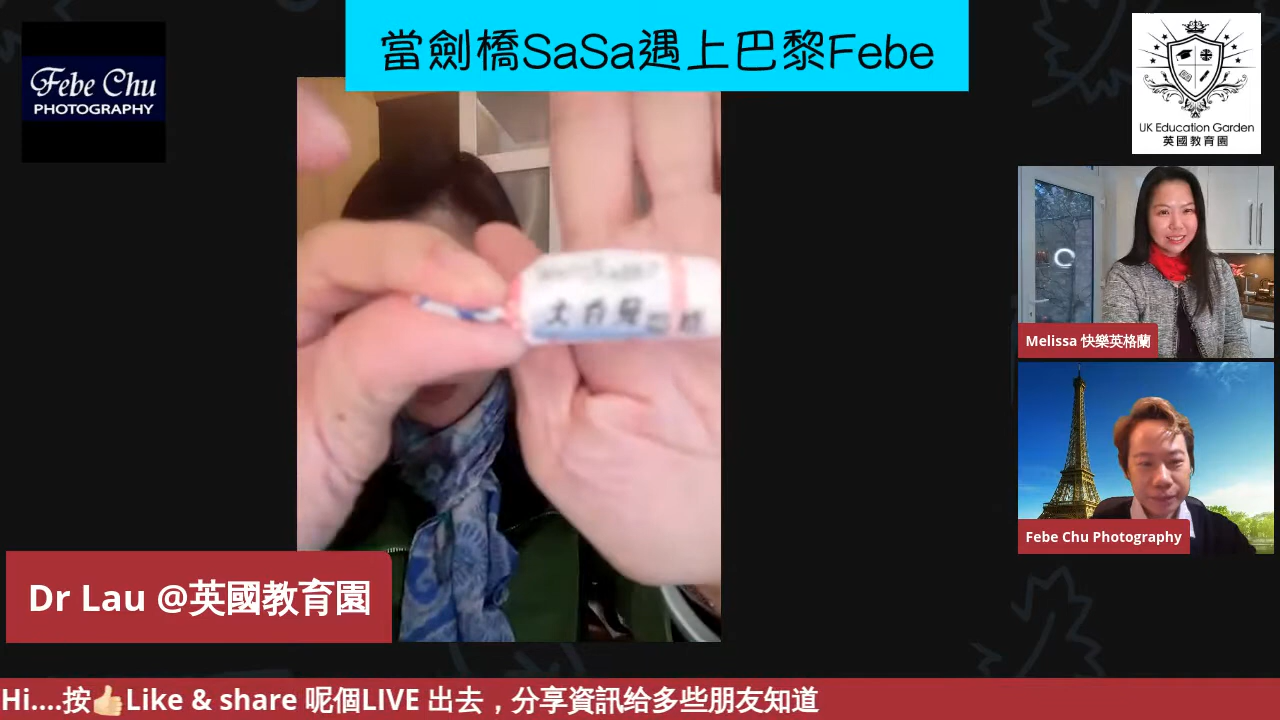 當劍橋SaSa遇上巴黎Febe
Febe Chu
PHOTOGRAPHY
UK Education Garden
英國教育園
Melissa 快樂英格蘭
Febe Chu Photography
Dr Lau @英國教育園
Hi....按👍🏻Like & share 呢個LIVE 出去，分享資訊给多些朋友知道